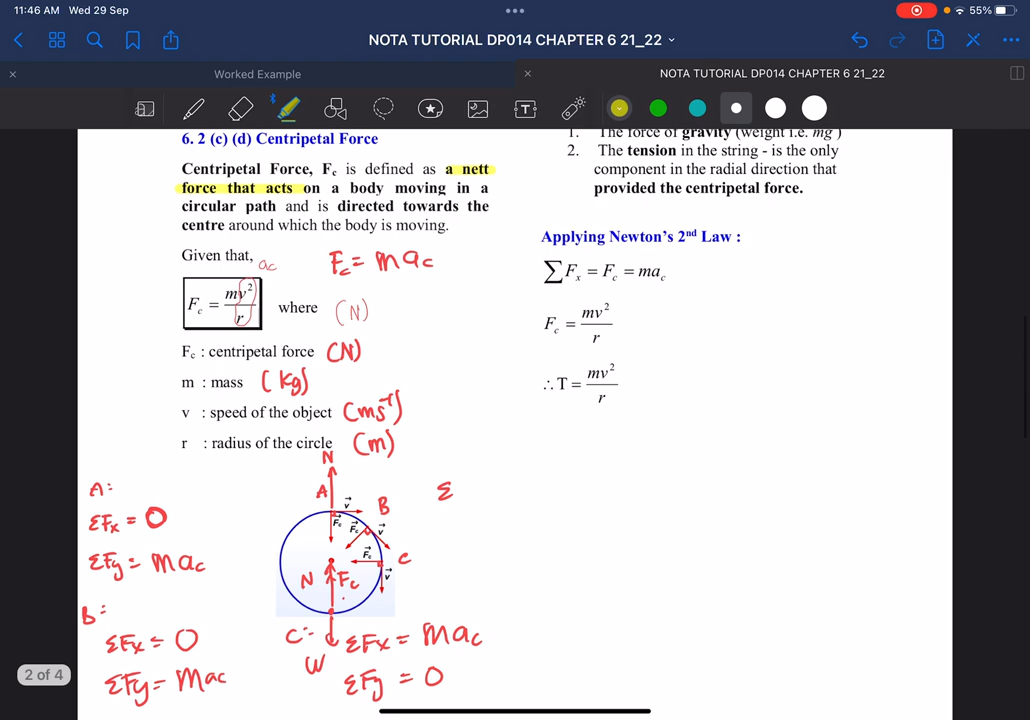 11:46 AM Wed 29 Sep
55%
NOTA TUTORIAL DP014 CHAPTER 6 21_22
Worked Example
NOTA TUTORIAL DP014 CHAPTER 6 21_22
6. 2 (c) (d) Centripetal Force
Centripetal Force, Fc is defined as a nett
force that acts on a body moving in a
circular path and is directed towards the
centre around which the body is moving.
Given that,
ac
Fc = mac
Fc = mv²/r where (N)
Fc : centripetal force (N)
m : mass (kg)
v : speed of the object (ms⁻¹)
r : radius of the circle (m)
N
A
v
B
Σ
Fc
Fc
v
Fc
C
v
N
Fc
W
A:
ΣFx = 0
ΣFy = mac
B:
ΣFx = 0
ΣFy = mac
C: ΣFx = mac
ΣFy = 0
2 of 4
1. The force of gravity (weight i.e. mg )
2. The tension in the string - is the only
component in the radial direction that
provided the centripetal force.
Applying Newton's 2nd Law :
∑Fx = Fc = mac
Fc = mv²/r
∴T = mv²/r